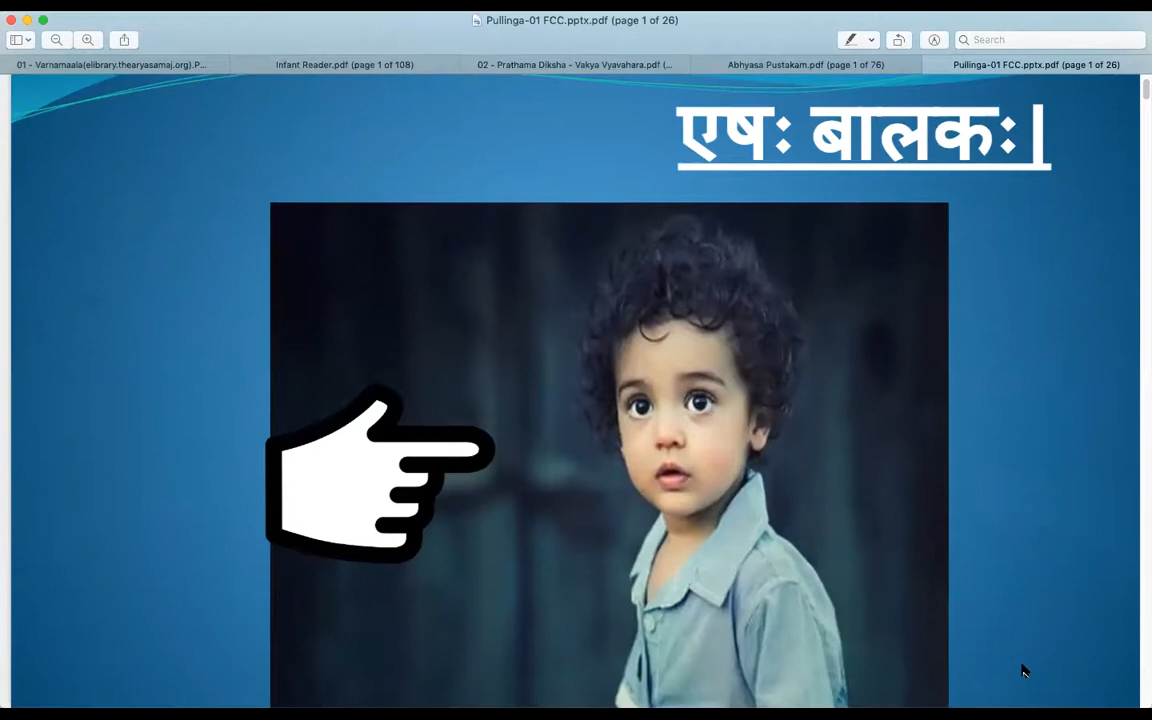 Pullinga-01 FCC.pptx.pdf (page 1 of 26)
Search
01 - Varnamaala(elibrary.thearyasamaj.org).P...
Infant Reader.pdf (page 1 of 108)
02 - Prathama Diksha - Vakya Vyavahara.pdf (...
Abhyasa Pustakam.pdf (page 1 of 76)
Pullinga-01 FCC.pptx.pdf (page 1 of 26)
एषः बालकः|